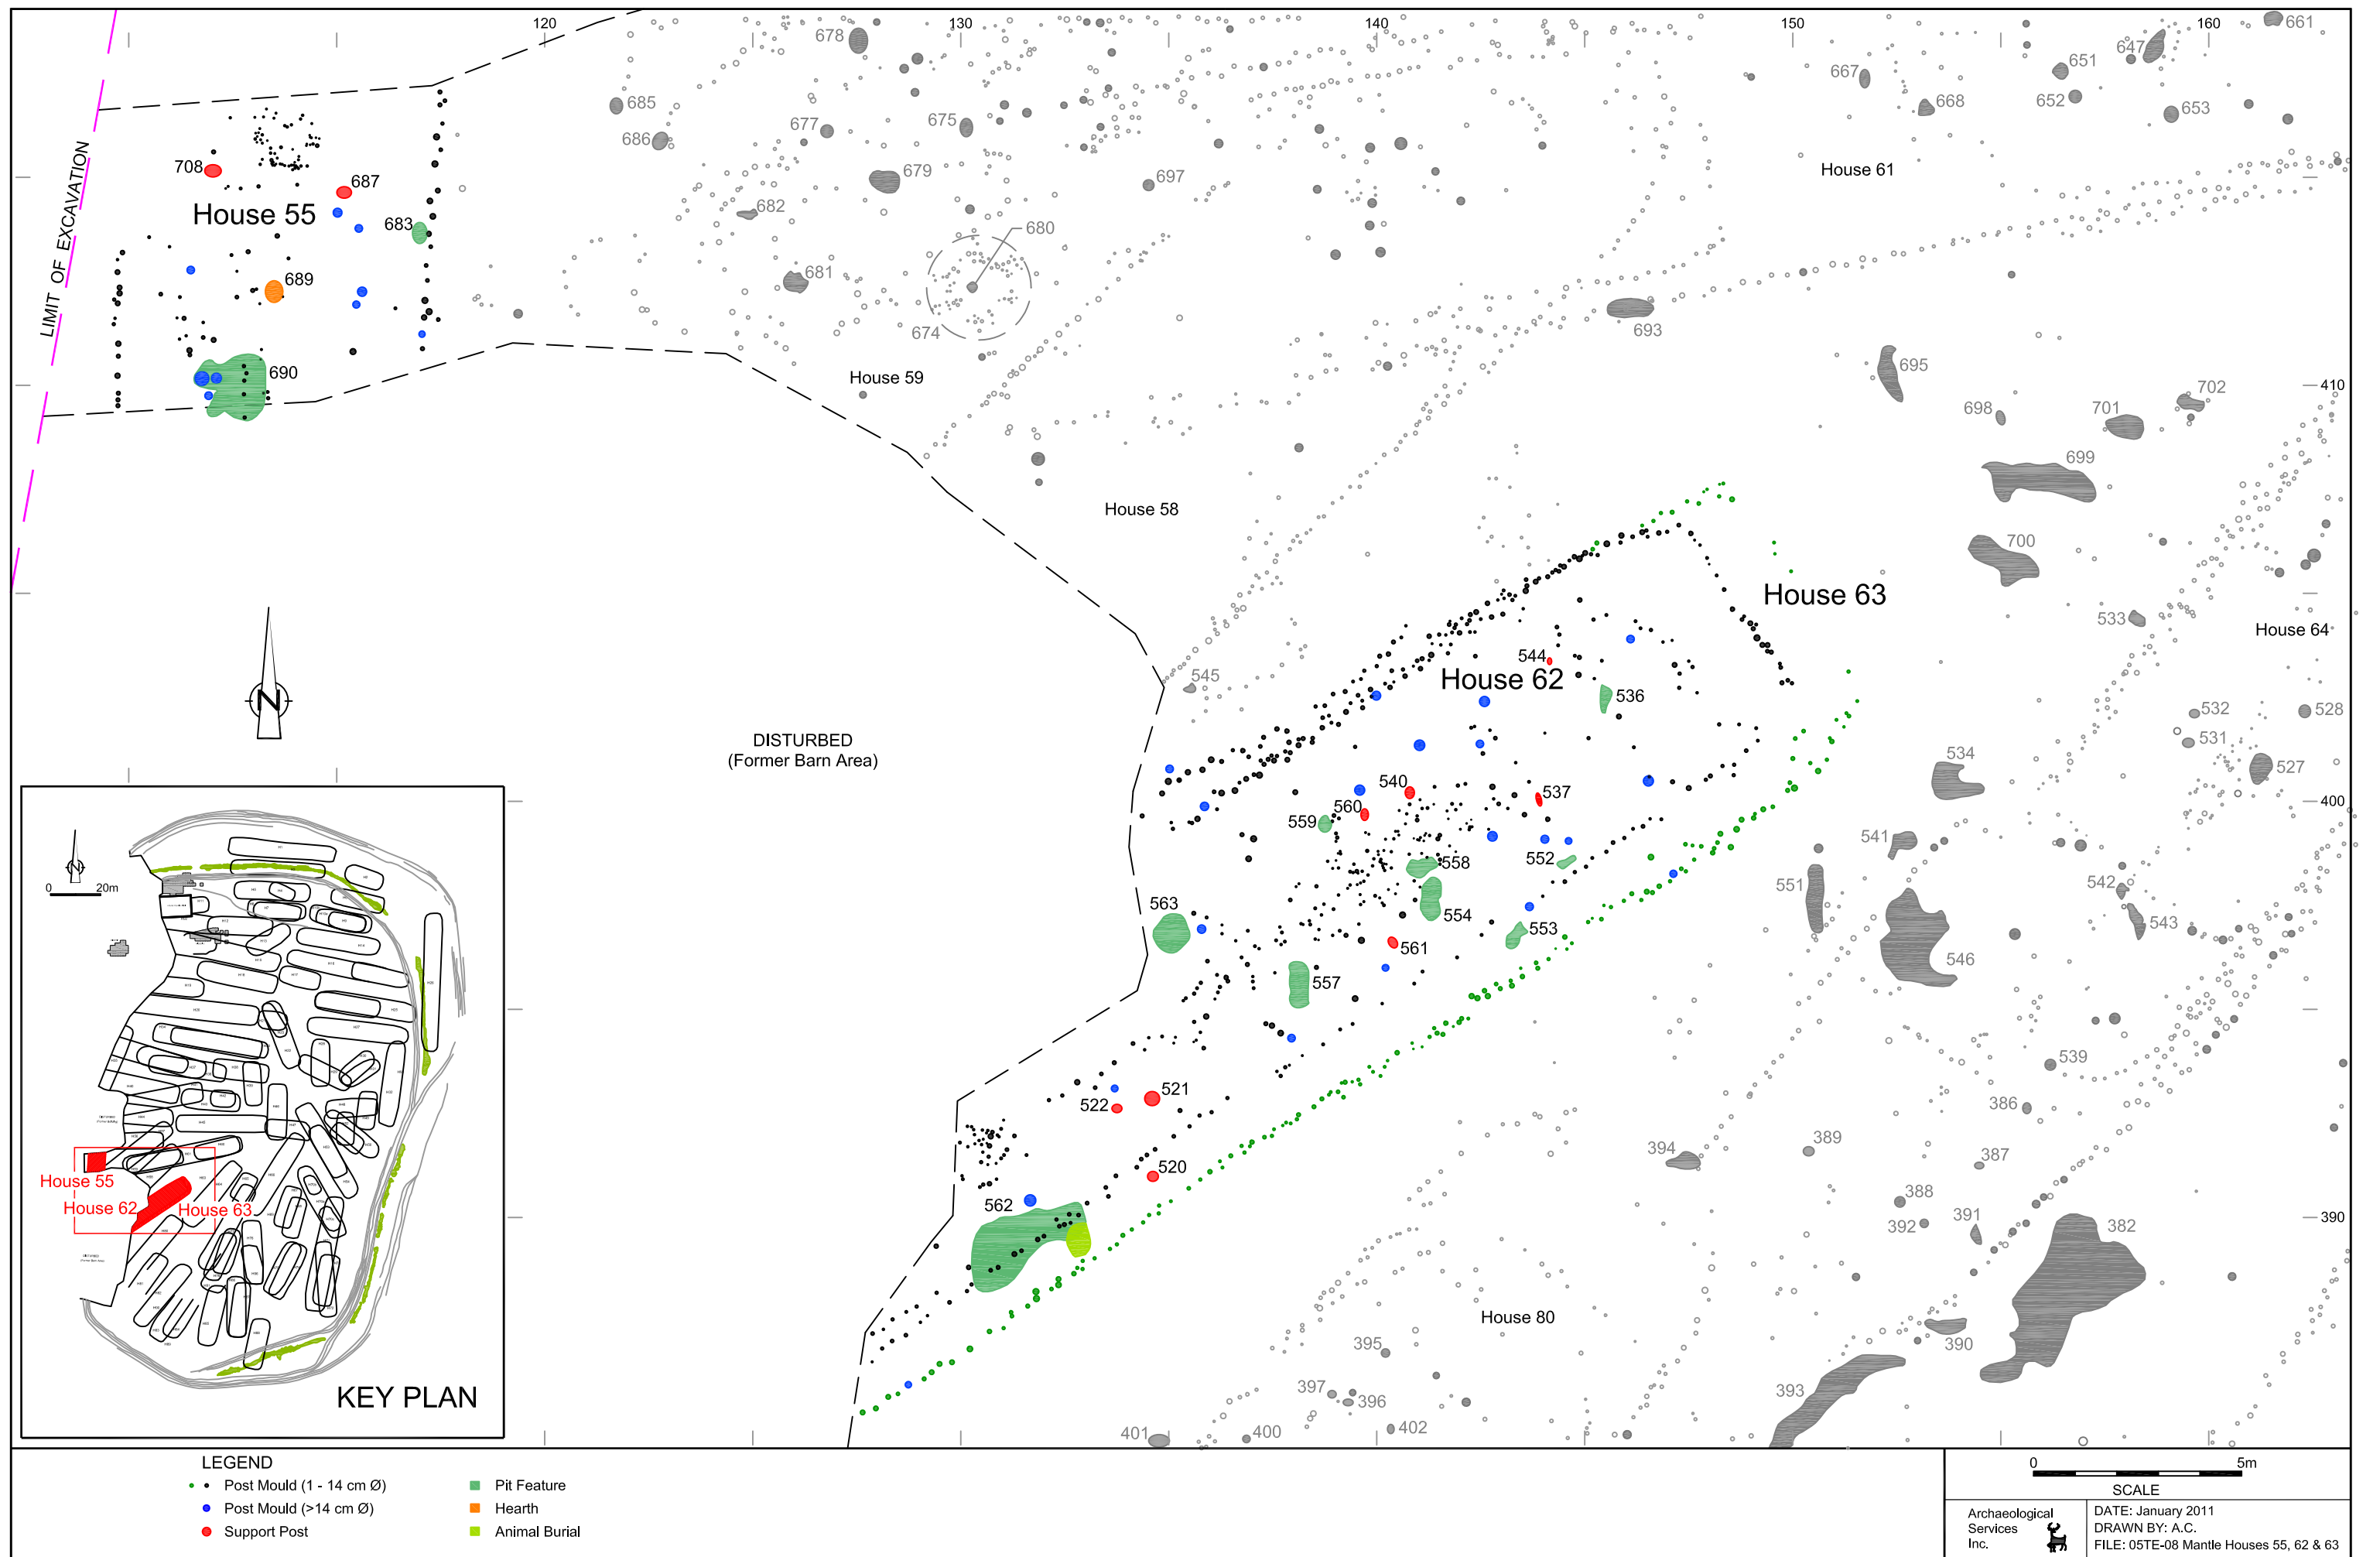 120
130
140
150
160
678
661
647
651
667
652
668
653
685
686
677
675
LIMIT OF EXCAVATION
708
687
679
697
House 61
House 55
683
682
680
689
681
674
693
690
House 59
695
702
410
698
701
699
House 58
700
House 63
533
House 64
544
545
House 62
536
532
528
531
DISTURBED
(Former Barn Area)
534
527
540
537
560
400
559
541
558
552
551
542
563
554
553
543
561
546
557
539
521
522
386
520
394
389
387
562
388
392
391
382
390
House 80
390
395
393
397
396
401
400
402
N
0 20m
House 55
House 62
House 63
KEY PLAN
LEGEND
Post Mould (1 - 14 cm Ø)
Post Mould (>14 cm Ø)
Support Post
Pit Feature
Hearth
Animal Burial
0 5m
SCALE
Archaeological
Services
Inc.
DATE: January 2011
DRAWN BY: A.C.
FILE: 05TE-08 Mantle Houses 55, 62 & 63